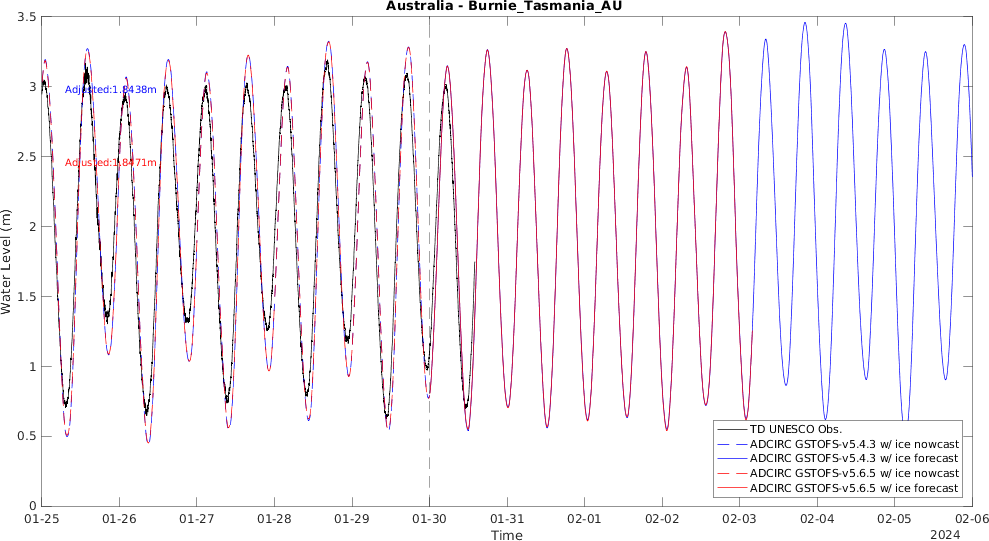 Australia - Burnie_Tasmania_AU
Water Level (m)
3.5
3
2.5
2
1.5
1
0.5
0
Adjusted:1.8438m
Adjusted:1.8471m
TD UNESCO Obs.
ADCIRC GSTOFS-v5.4.3 w/ ice nowcast
ADCIRC GSTOFS-v5.4.3 w/ ice forecast
ADCIRC GSTOFS-v5.6.5 w/ ice nowcast
ADCIRC GSTOFS-v5.6.5 w/ ice forecast
01-25 01-26 01-27 01-28 01-29 01-30 01-31 02-01 02-02 02-03 02-04 02-05 02-06
Time
2024